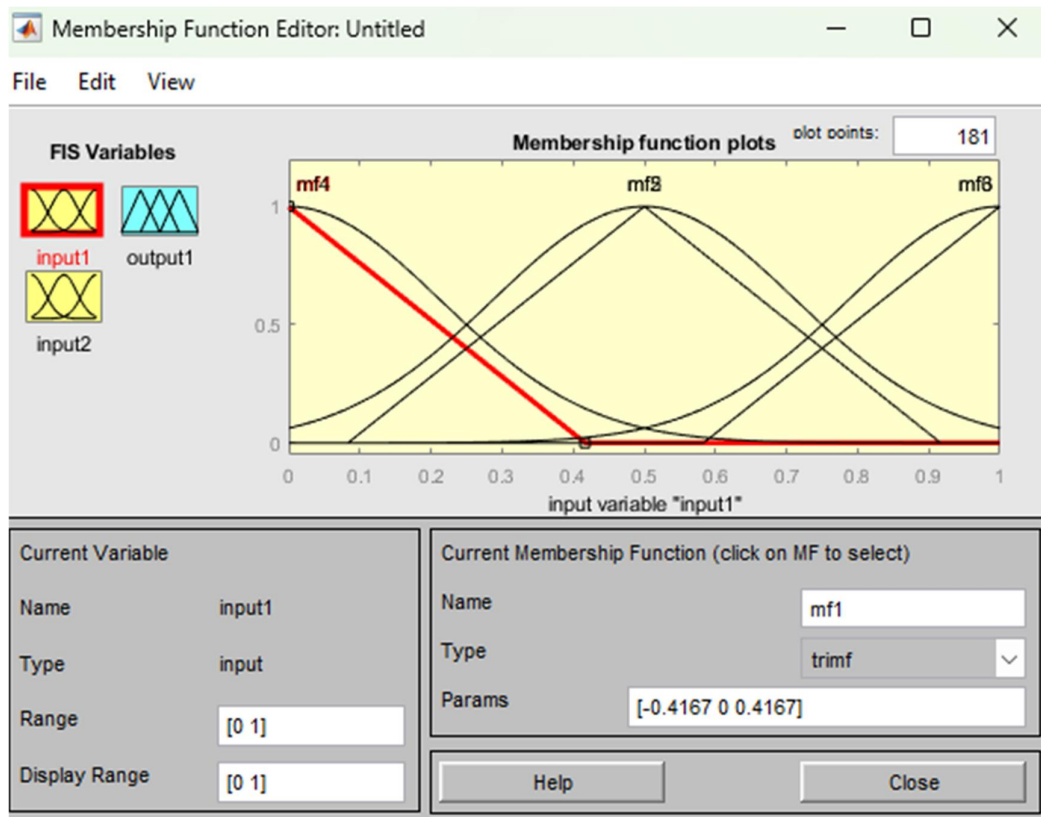 Membership Function Editor: Untitled
File Edit View
FIS Variables
input1 output1
input2
Membership function plots plot points: 181
mf1 mf3
1
0.5
0
0 0.1 0.2 0.3 0.4 0.5 0.6 0.7 0.8 0.9 1
input variable "input1"
Current Variable
Name input1
Type input
Range [0 1]
Display Range [0 1]
Current Membership Function (click on MF to select)
Name mf1
Type trimf
Params [-0.4167 0 0.4167]
Help Close